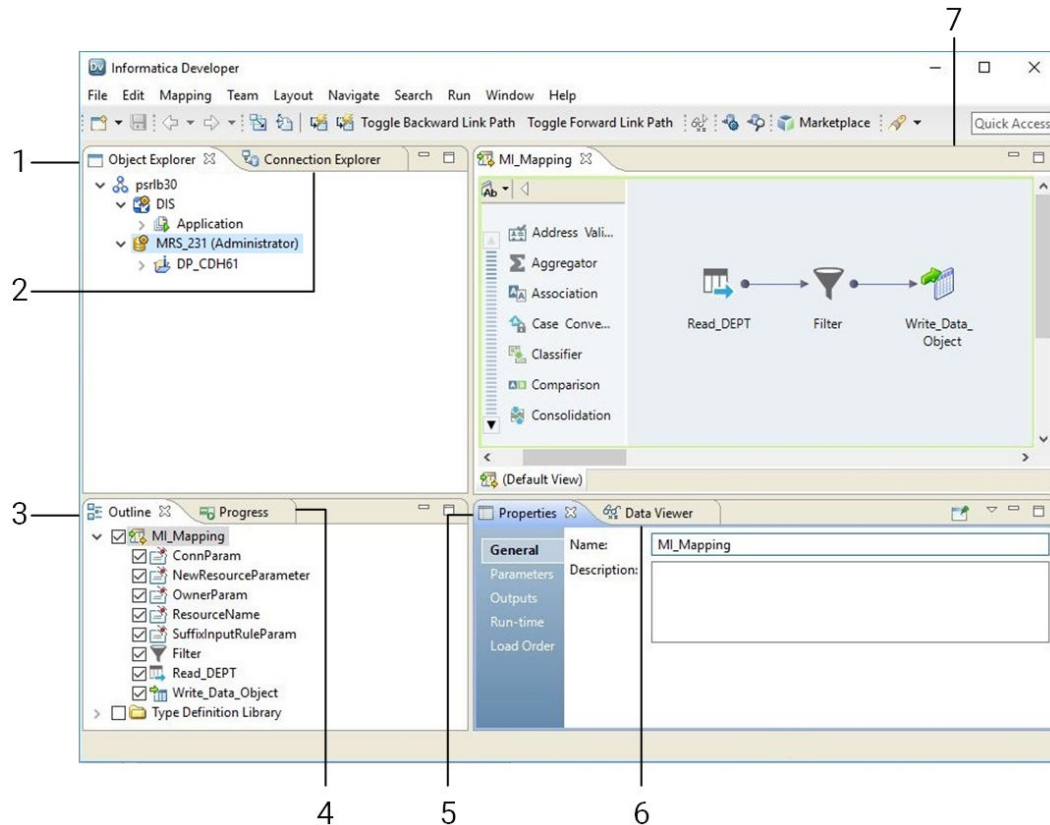 7
Informatica Developer
File Edit Mapping Team Layout Navigate Search Run Window Help
Toggle Backward Link Path Toggle Forward Link Path Marketplace Quick Access
1
Object Explorer Connection Explorer
psrlb30
DIS
Application
MRS_231 (Administrator)
DP_CDH61
2
MI_Mapping
Ab
Address Vali...
Aggregator
Association
Case Conve...
Classifier
Comparison
Consolidation
Read_DEPT
Filter
Write_Data_
Object
(Default View)
3
Outline Progress
MI_Mapping
ConnParam
NewResourceParameter
OwnerParam
ResourceName
SuffixInputRuleParam
Filter
Read_DEPT
Write_Data_Object
Type Definition Library
Properties Data Viewer
General
Parameters
Outputs
Run-time
Load Order
Name: MI_Mapping
Description:
4 5 6